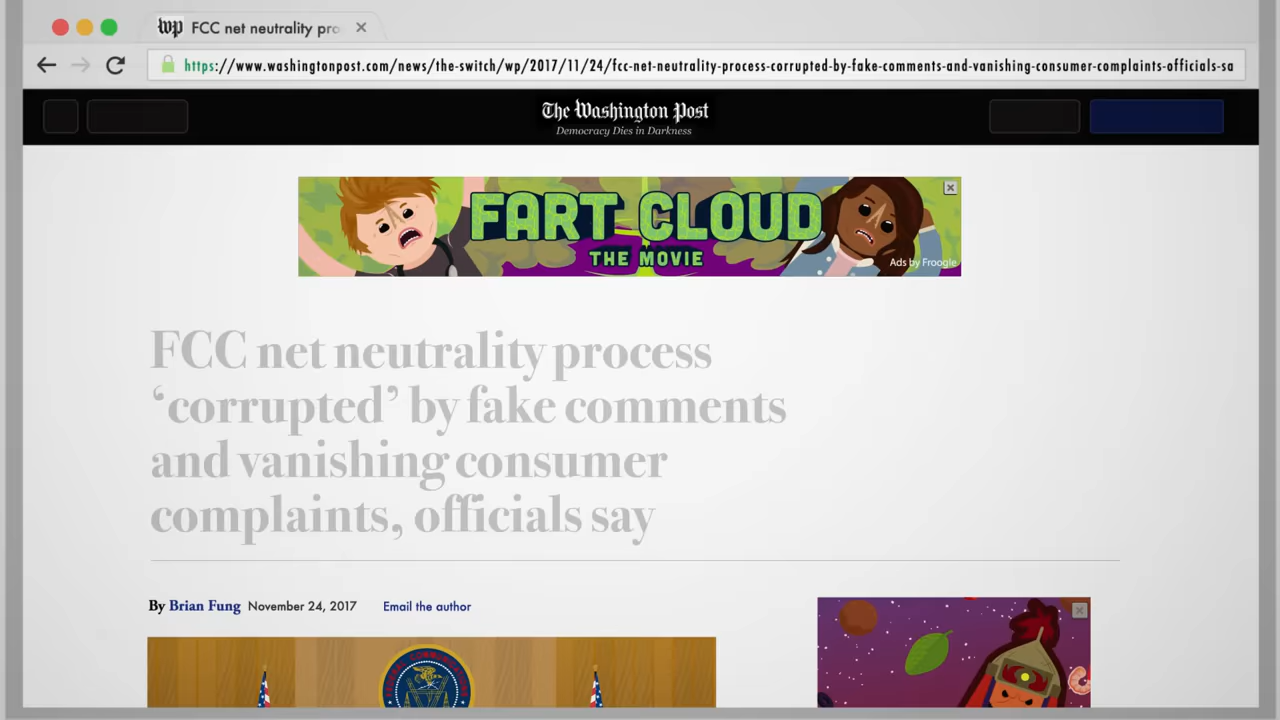 FCC net neutrality pro
https://www.washingtonpost.com/news/the-switch/wp/2017/11/24/fcc-net-neutrality-process-corrupted-by-fake-comments-and-vanishing-consumer-complaints-officials-sa
The Washington Post
Democracy Dies in Darkness
FART CLOUD
THE MOVIE
Ads by Froogle
FCC net neutrality process
‘corrupted’ by fake comments
and vanishing consumer
complaints, officials say
By Brian Fung November 24, 2017 Email the author